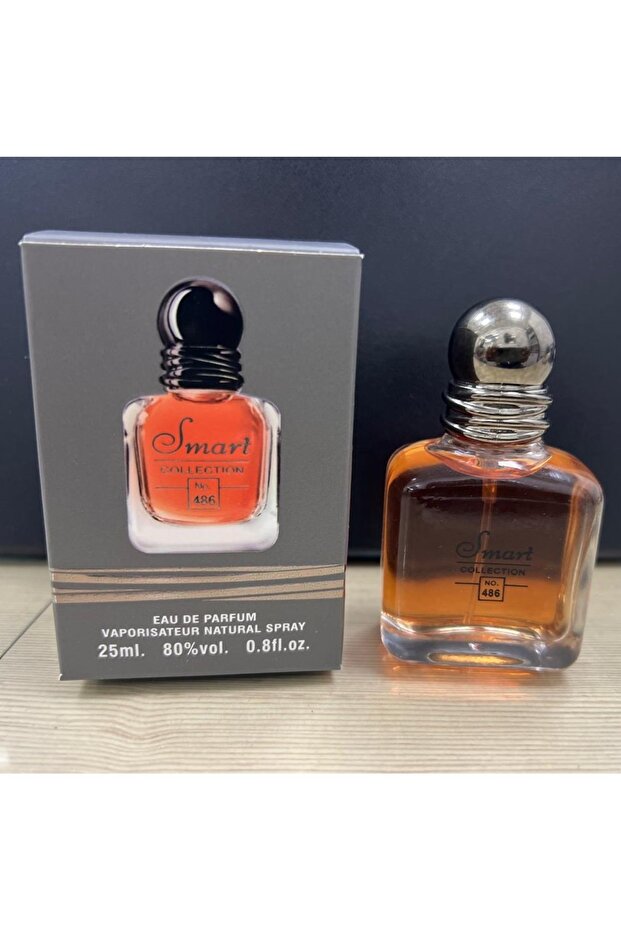 Smart
COLLECTION
No.
486
EAU DE PARFUM
VAPORISATEUR NATURAL SPRAY
25ml. 80%vol. 0.8fl.oz.
Smart
COLLECTION
NO.
486